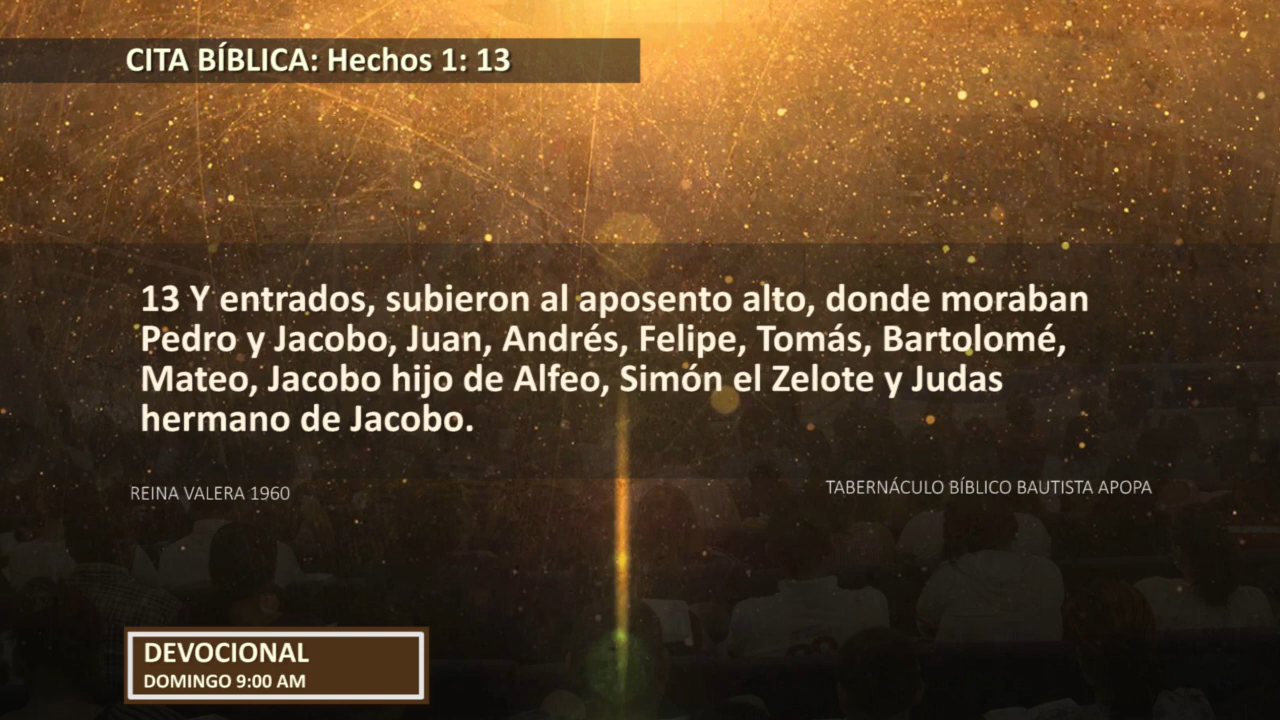 CITA BÍBLICA: Hechos 1: 13
13 Y entrados, subieron al aposento alto, donde moraban
Pedro y Jacobo, Juan, Andrés, Felipe, Tomás, Bartolomé,
Mateo, Jacobo hijo de Alfeo, Simón el Zelote y Judas
hermano de Jacobo.
REINA VALERA 1960
TABERNÁCULO BÍBLICO BAUTISTA APOPA
DEVOCIONAL
DOMINGO 9:00 AM